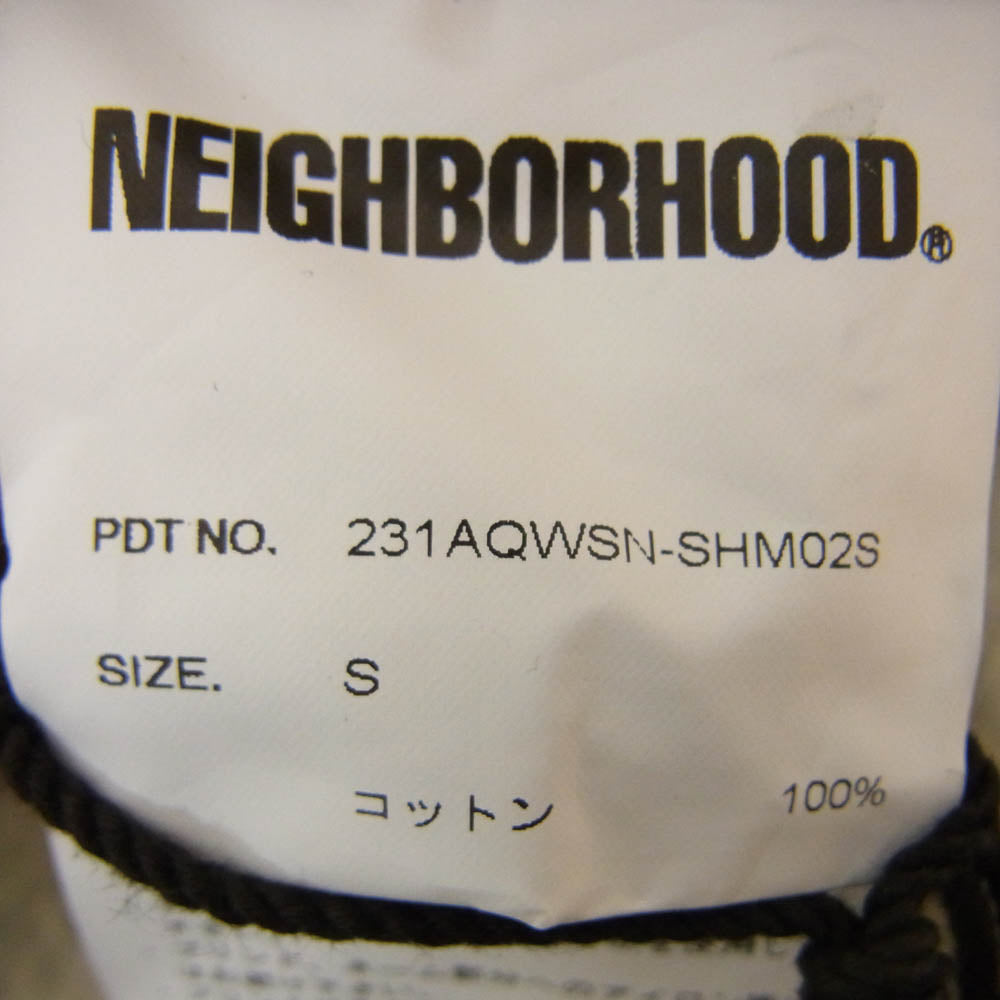 NEIGHBORHOOD®
PDT NO. 231AQWSN-SHM02S
SIZE. S
コットン 100%